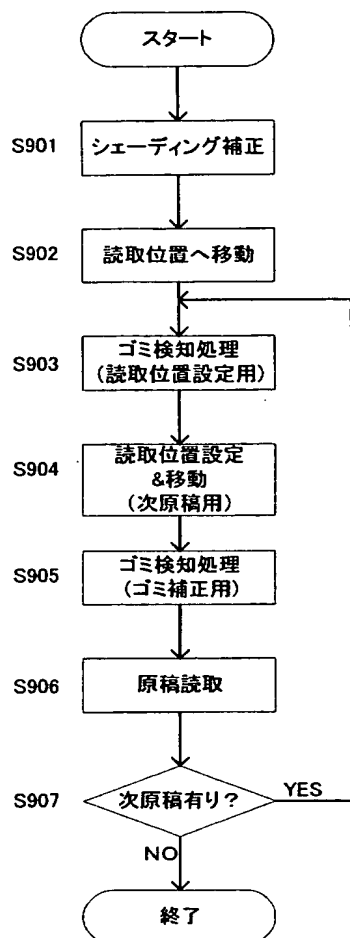 スタート
S901
シェーディング補正
S902
読取位置へ移動
S903
ゴミ検知処理
(読取位置設定用)
S904
読取位置設定
&移動
(次原稿用)
S905
ゴミ検知処理
(ゴミ補正用)
S906
原稿読取
S907
次原稿有り?
YES
NO
終了